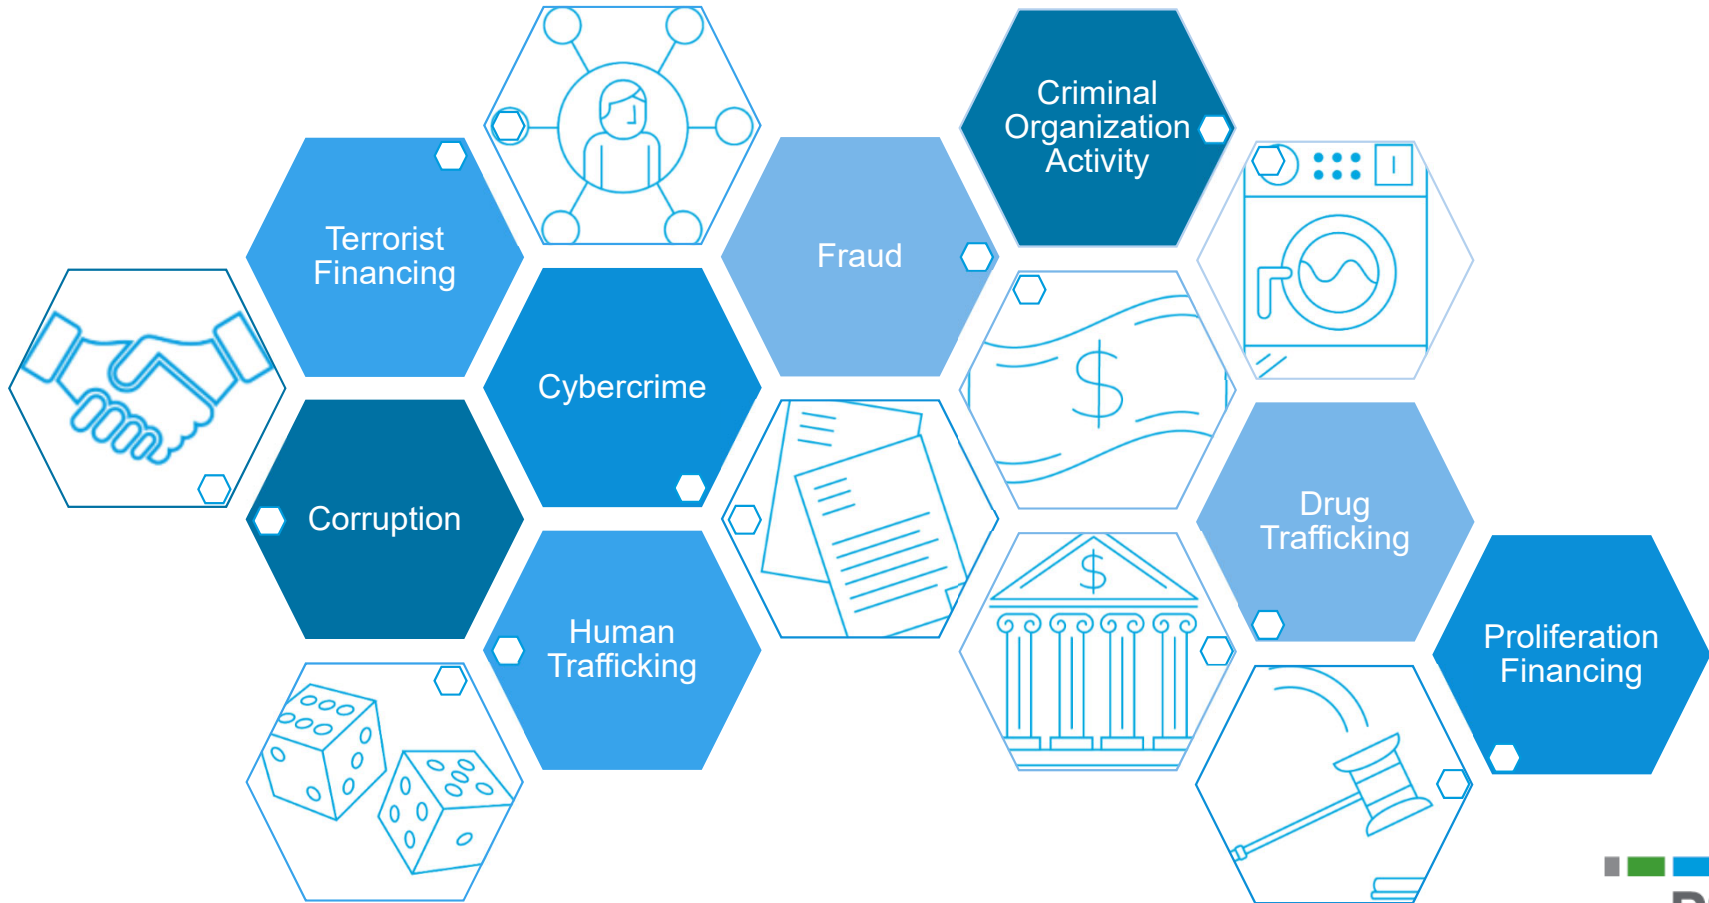 Criminal
Organization
Activity
Terrorist
Financing
Fraud
Cybercrime
Corruption
Drug
Trafficking
Human
Trafficking
Proliferation
Financing
$
$